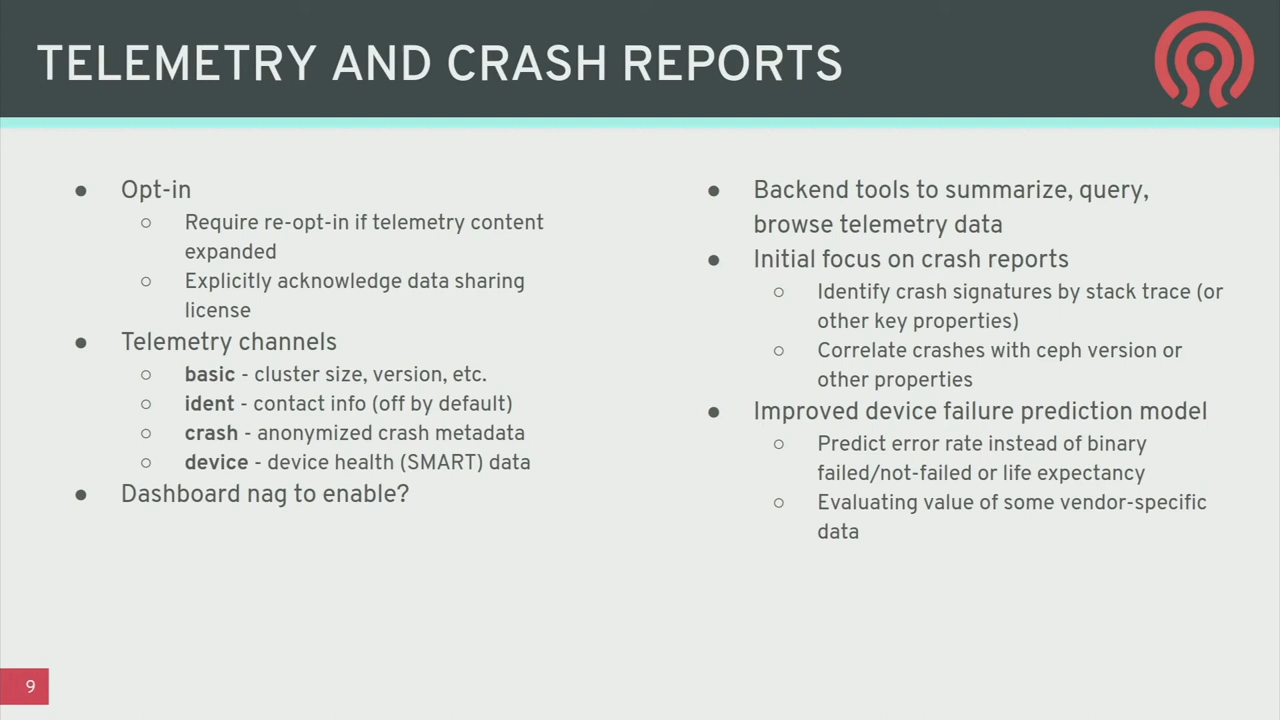 TELEMETRY AND CRASH REPORTS
● Opt-in
○ Require re-opt-in if telemetry content
expanded
○ Explicitly acknowledge data sharing
license
● Telemetry channels
○ basic - cluster size, version, etc.
○ ident - contact info (off by default)
○ crash - anonymized crash metadata
○ device - device health (SMART) data
● Dashboard nag to enable?
● Backend tools to summarize, query,
browse telemetry data
● Initial focus on crash reports
○ Identify crash signatures by stack trace (or
other key properties)
○ Correlate crashes with ceph version or
other properties
● Improved device failure prediction model
○ Predict error rate instead of binary
failed/not-failed or life expectancy
○ Evaluating value of some vendor-specific
data
9